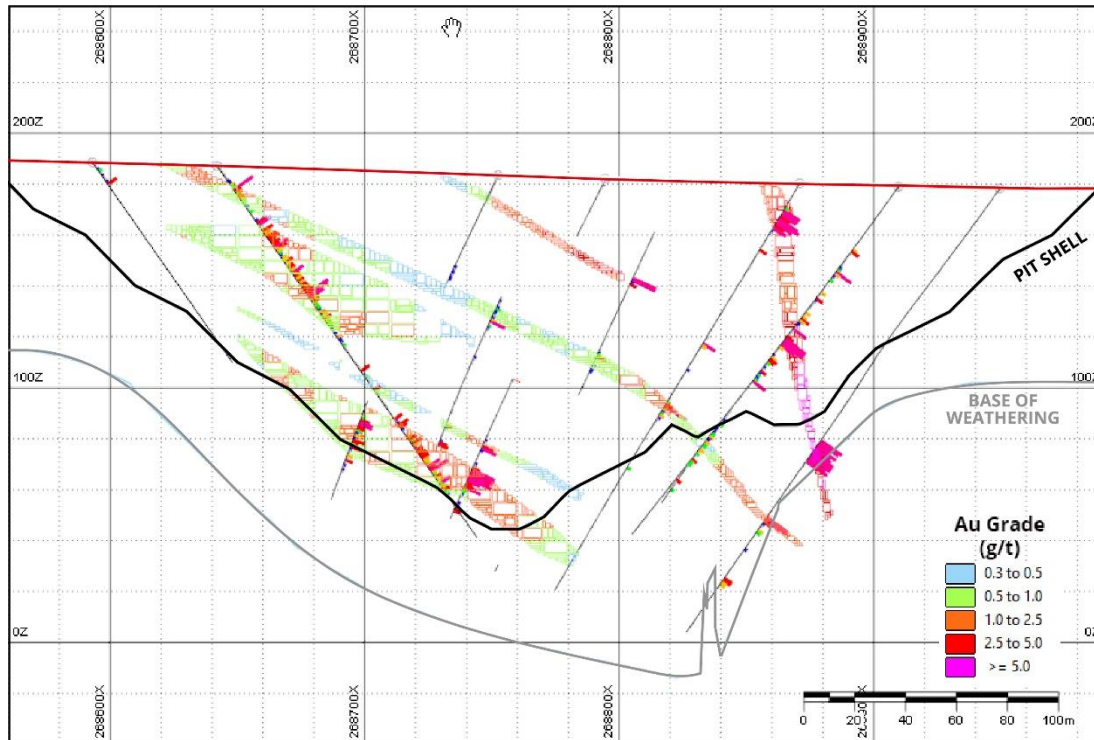 268600X
268700X
268800X
268900X
200Z
200Z
PIT SHELL
100Z
100Z
BASE OF
WEATHERING
Au Grade
(g/t)
0.3 to 0.5
0.5 to 1.0
1.0 to 2.5
2.5 to 5.0
>= 5.0
0Z
0Z
268600X
268700X
268800X
0 20 40 60 80 100m